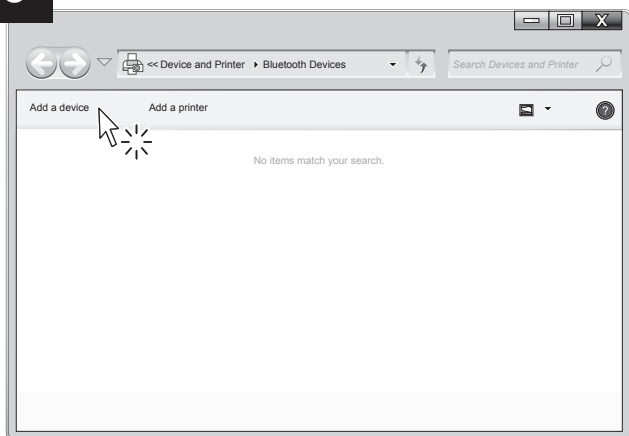 X
<< Device and Printer Bluetooth Devices Search Devices and Printer
Add a device Add a printer ?
No items match your search.